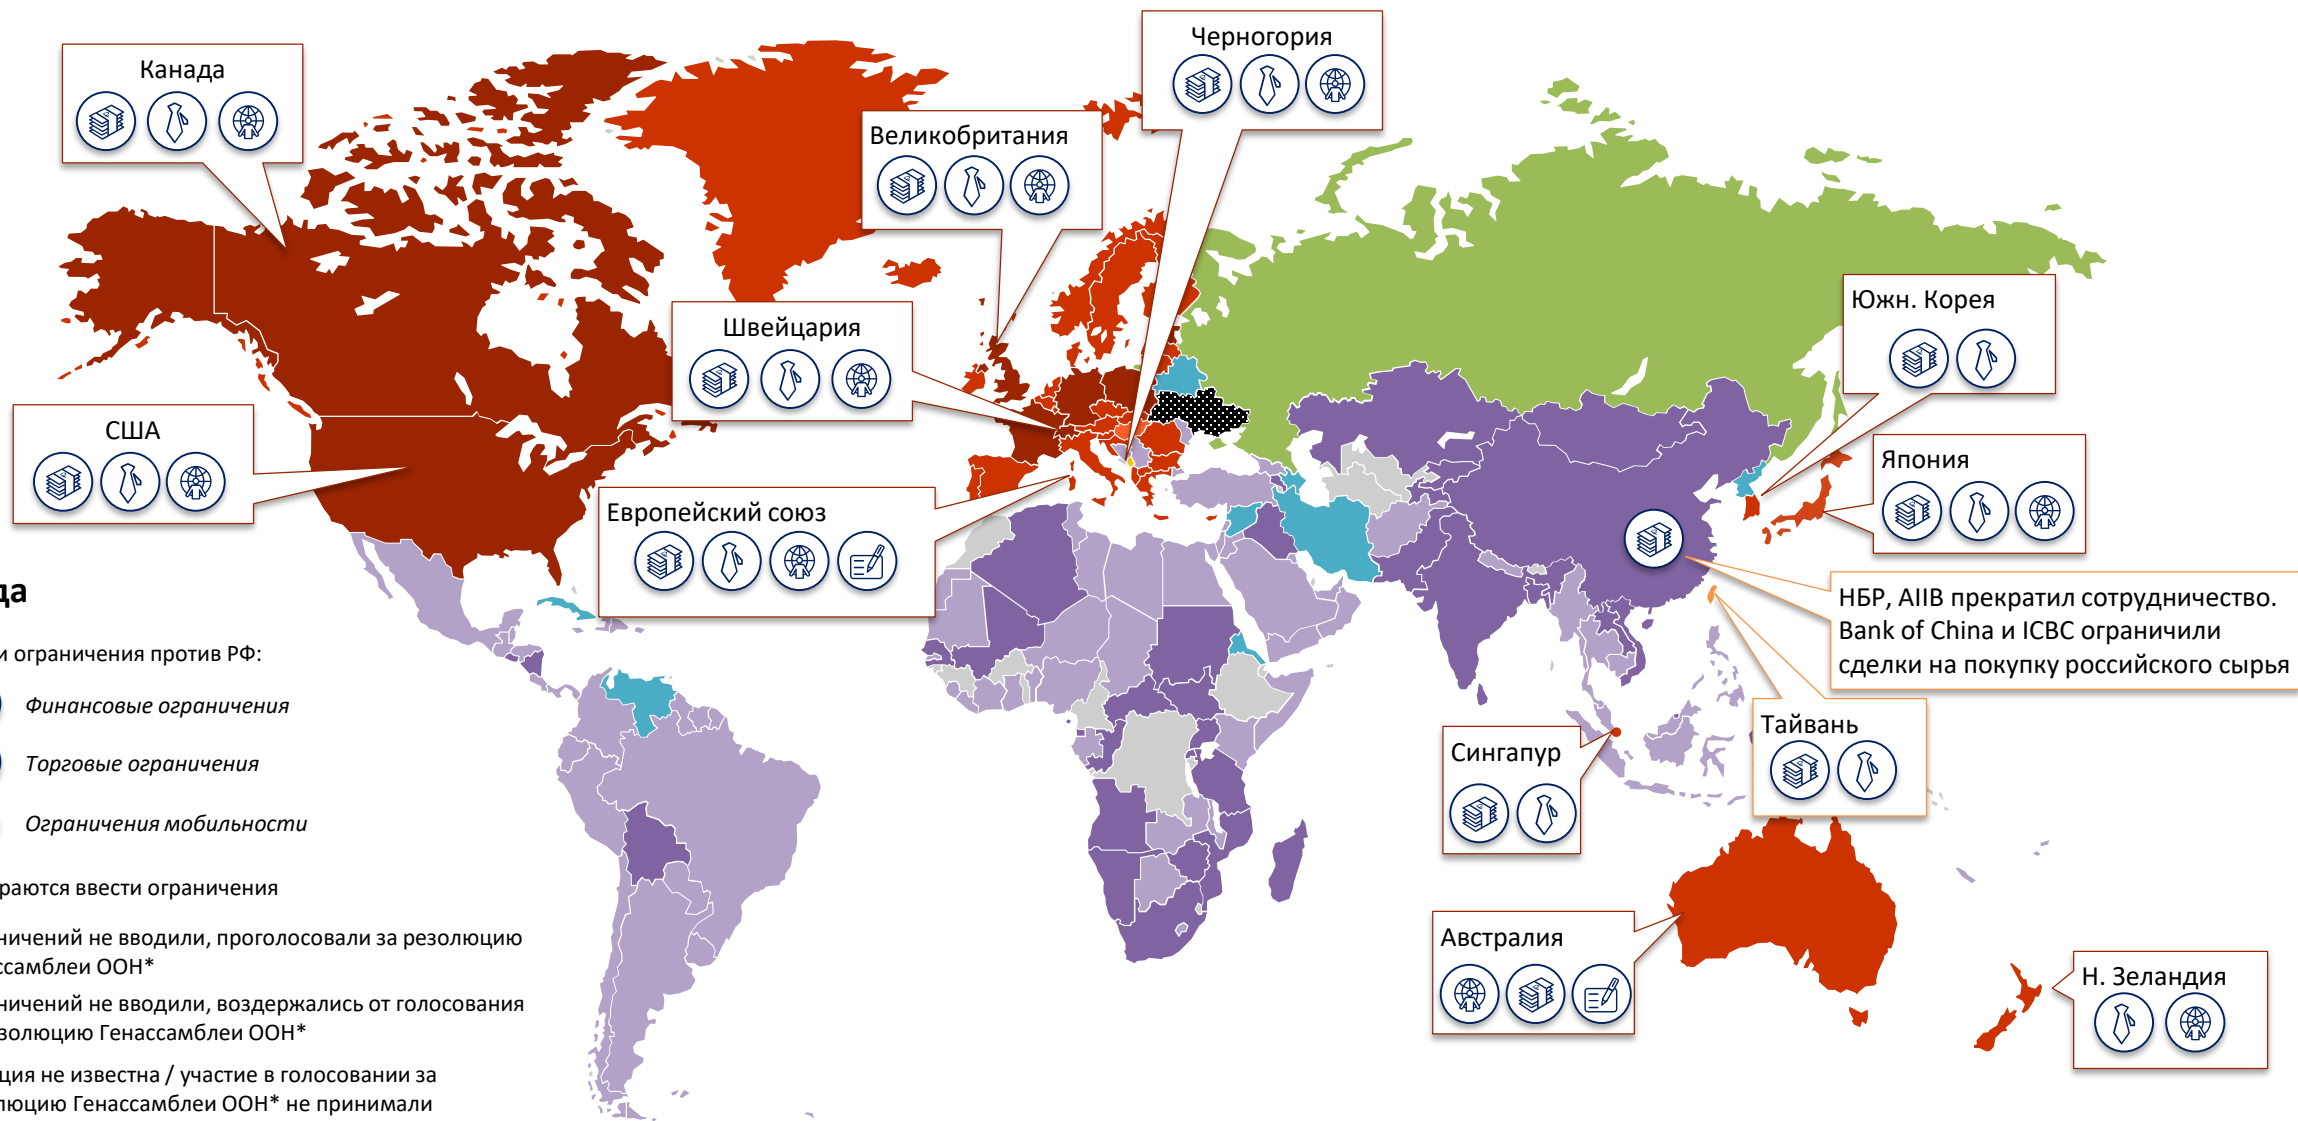 Черногория
Канада
Великобритания
Южн. Корея
Швейцария
США
Япония
Европейский союз
да
НБР, AIIB прекратил сотрудничество.
Bank of China и ICBC ограничили
сделки на покупку российского сырья
и ограничения против РФ:
Финансовые ограничения
Тайвань
Сингапур
Торговые ограничения
Ограничения мобильности
раются ввести ограничения
ничений не вводили, проголосовали за резолюцию
ссамблеи ООН*
Австралия
Н. Зеландия
ничений не вводили, воздержались от голосования
золюцию Генассамблеи ООН*
ция не известна / участие в голосовании за
люцию Генассамблеи ООН* не принимали